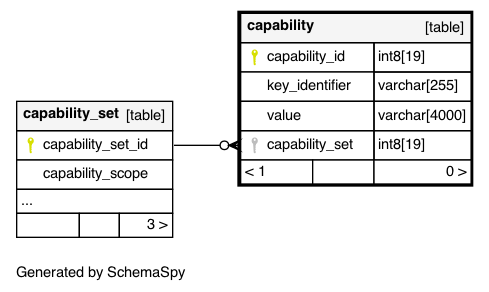 capability [table]
capability_id int8[19]
key_identifier varchar[255]
value varchar[4000]
capability_set int8[19]
< 1 0 >
capability_set [table]
capability_set_id
capability_scope
...
3 >
Generated by SchemaSpy